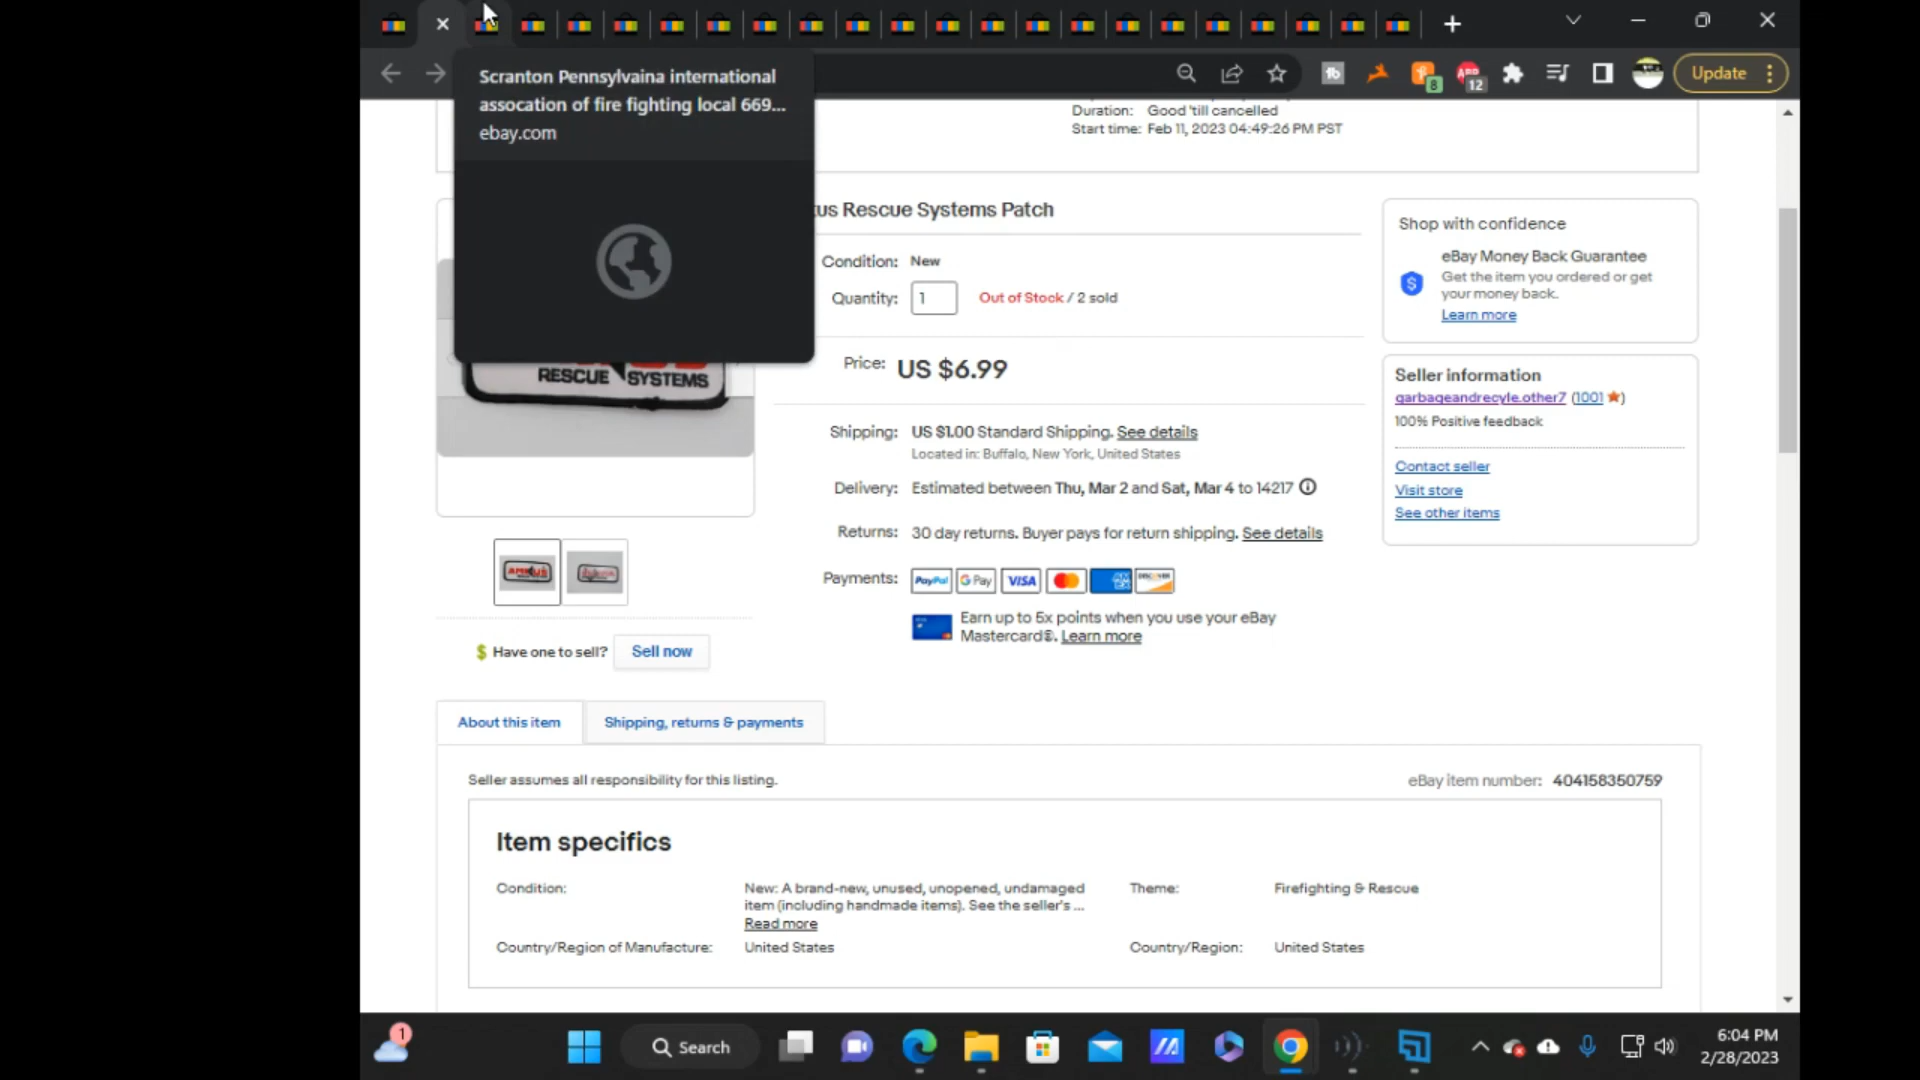 Update
8
12
Scranton Pennsylvaina international
assocation of fire fighting local 669...
ebay.com
Duration: Good 'till cancelled
Start time: Feb 11, 2023 04:49:26 PM PST
Rescue Systems Patch
Condition: New
Quantity: 1 Out of Stock / 2 sold
Price: US $6.99
Shipping: US $1.00 Standard Shipping. See details
Located in: Buffalo, New York, United States
Delivery: Estimated between Thu, Mar 2 and Sat, Mar 4 to 14217
Returns: 30 day returns. Buyer pays for return shipping. See details
Payments: PayPal G Pay VISA DISCOVER
Earn up to 5x points when you use your eBay
Mastercard®. Learn more
Shop with confidence
eBay Money Back Guarantee
Get the item you ordered or get
your money back.
Learn more
Seller information
garbageandrecyle.other7 (1001)
100% Positive feedback
Contact seller
Visit store
See other items
RESCUE SYSTEMS
$ Have one to sell? Sell now
About this item
Shipping, returns & payments
Seller assumes all responsibility for this listing.
eBay item number: 404158350759
Item specifics
Condition: New: A brand-new, unused, unopened, undamaged
item (including handmade items). See the seller's ...
Read more
Theme: Firefighting & Rescue
Country/Region of Manufacture: United States
Country/Region: United States
1
Search
6:04 PM
2/28/2023